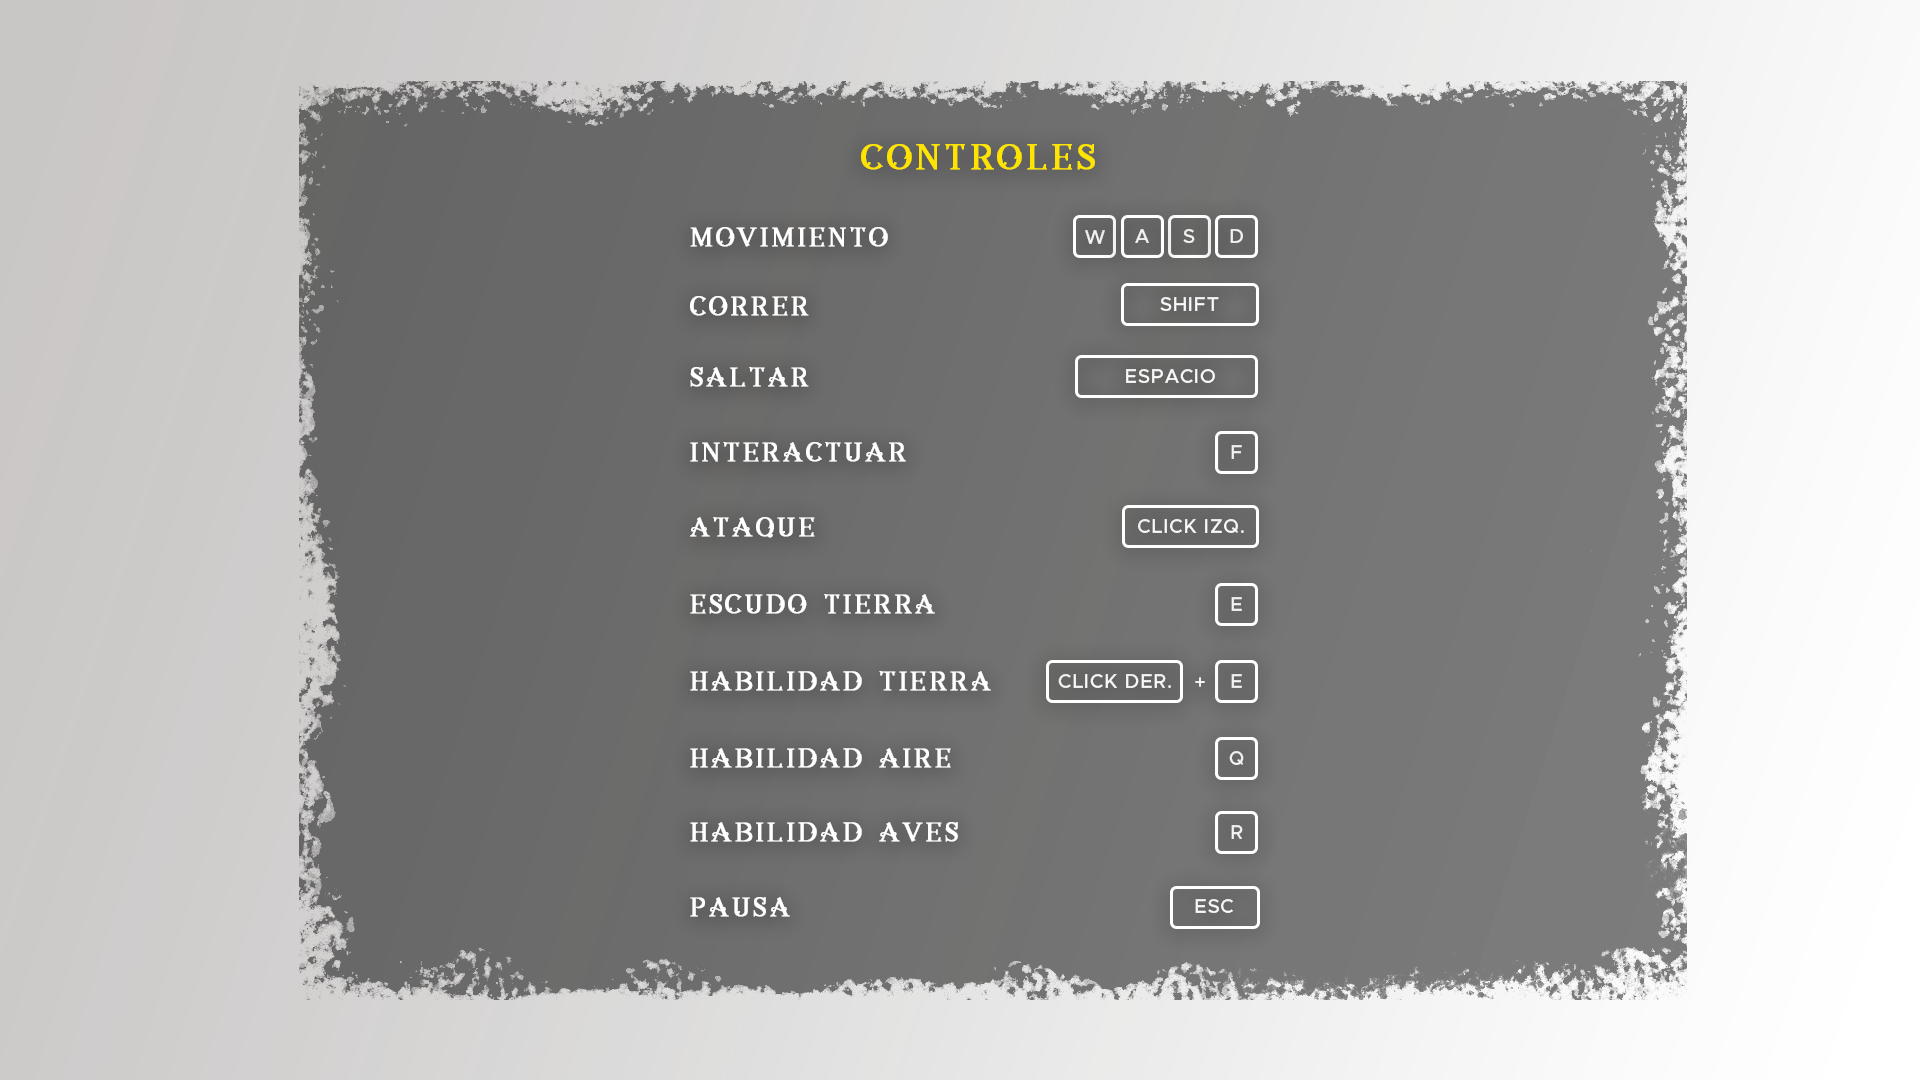 CONTROLES
MOVIMIENTO W A S D
CORRER SHIFT
SALTAR ESPACIO
INTERACTUAR F
ATAQUE CLICK IZQ.
ESCUDO TIERRA E
HABILIDAD TIERRA CLICK DER. + E
HABILIDAD AIRE Q
HABILIDAD AVES R
PAUSA ESC